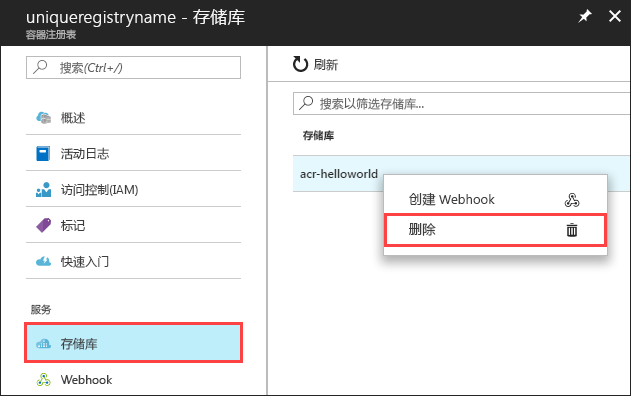 uniqueregistryname - 存储库
容器注册表
搜索(Ctrl+/)
概述
活动日志
访问控制(IAM)
标记
快速入门
服务
存储库
Webhook
刷新
搜索以筛选存储库...
存储库
acr-helloworld
创建 Webhook
删除